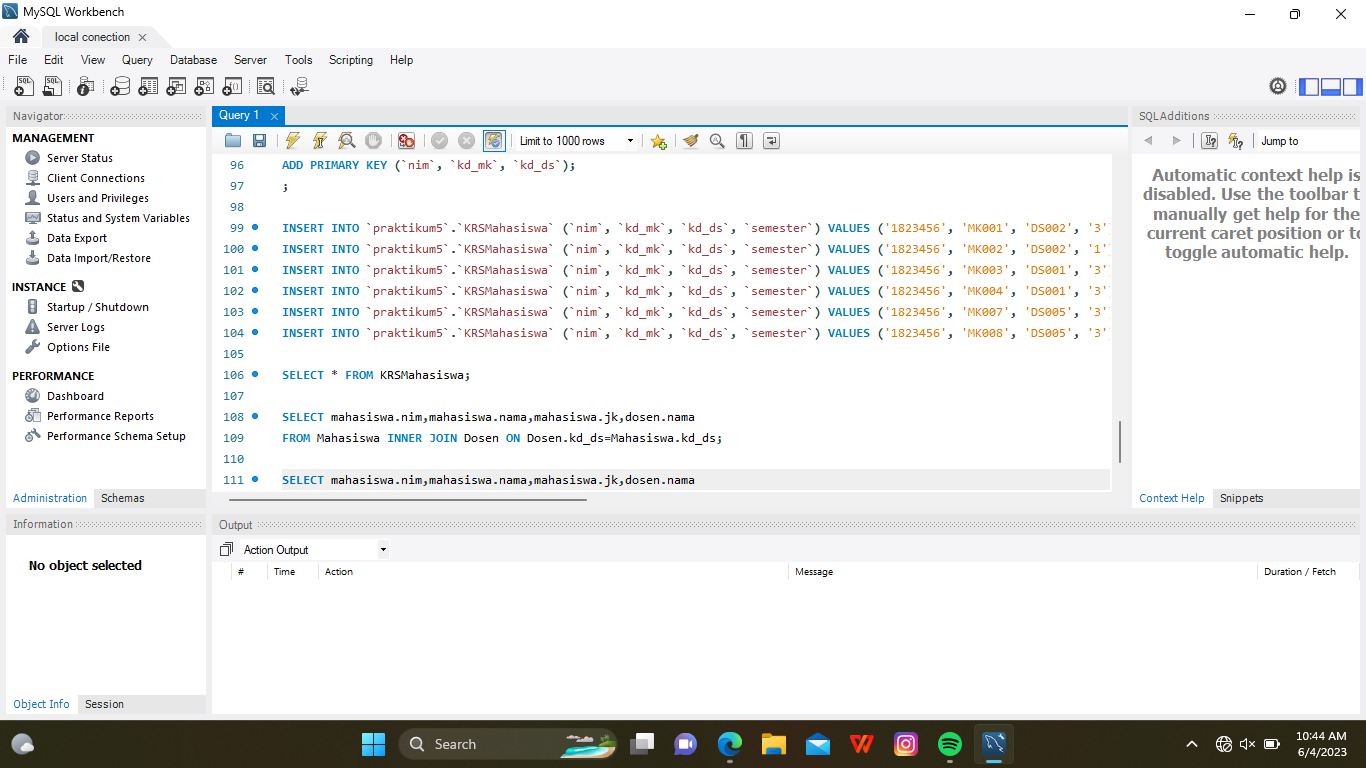 MySQL Workbench
local conection
File Edit View Query Database Server Tools Scripting Help
Navigator
MANAGEMENT
Server Status
Client Connections
Users and Privileges
Status and System Variables
Data Export
Data Import/Restore
INSTANCE
Startup / Shutdown
Server Logs
Options File
PERFORMANCE
Dashboard
Performance Reports
Performance Schema Setup
Administration Schemas
Information
No object selected
Object Info Session
Query 1
Limit to 1000 rows
96 ADD PRIMARY KEY (`nim`, `kd_mk`, `kd_ds`);
97 ;
98
99 INSERT INTO `praktikum5`.`KRSMahasiswa` (`nim`, `kd_mk`, `kd_ds`, `semester`) VALUES ('1823456', 'MK001', 'DS002', '3'
100 INSERT INTO `praktikum5`.`KRSMahasiswa` (`nim`, `kd_mk`, `kd_ds`, `semester`) VALUES ('1823456', 'MK002', 'DS002', '1'
101 INSERT INTO `praktikum5`.`KRSMahasiswa` (`nim`, `kd_mk`, `kd_ds`, `semester`) VALUES ('1823456', 'MK003', 'DS001', '3'
102 INSERT INTO `praktikum5`.`KRSMahasiswa` (`nim`, `kd_mk`, `kd_ds`, `semester`) VALUES ('1823456', 'MK004', 'DS001', '3'
103 INSERT INTO `praktikum5`.`KRSMahasiswa` (`nim`, `kd_mk`, `kd_ds`, `semester`) VALUES ('1823456', 'MK007', 'DS005', '3'
104 INSERT INTO `praktikum5`.`KRSMahasiswa` (`nim`, `kd_mk`, `kd_ds`, `semester`) VALUES ('1823456', 'MK008', 'DS005', '3'
105
106 SELECT * FROM KRSMahasiswa;
107
108 SELECT mahasiswa.nim,mahasiswa.nama,mahasiswa.jk,dosen.nama
109 FROM Mahasiswa INNER JOIN Dosen ON Dosen.kd_ds=Mahasiswa.kd_ds;
110
111 SELECT mahasiswa.nim,mahasiswa.nama,mahasiswa.jk,dosen.nama
SQLAdditions
Jump to
Automatic context help is
disabled. Use the toolbar t
manually get help for the
current caret position or to
toggle automatic help.
Context Help Snippets
Output
Action Output
# Time Action Message Duration / Fetch
Search
10:44 AM
6/4/2023